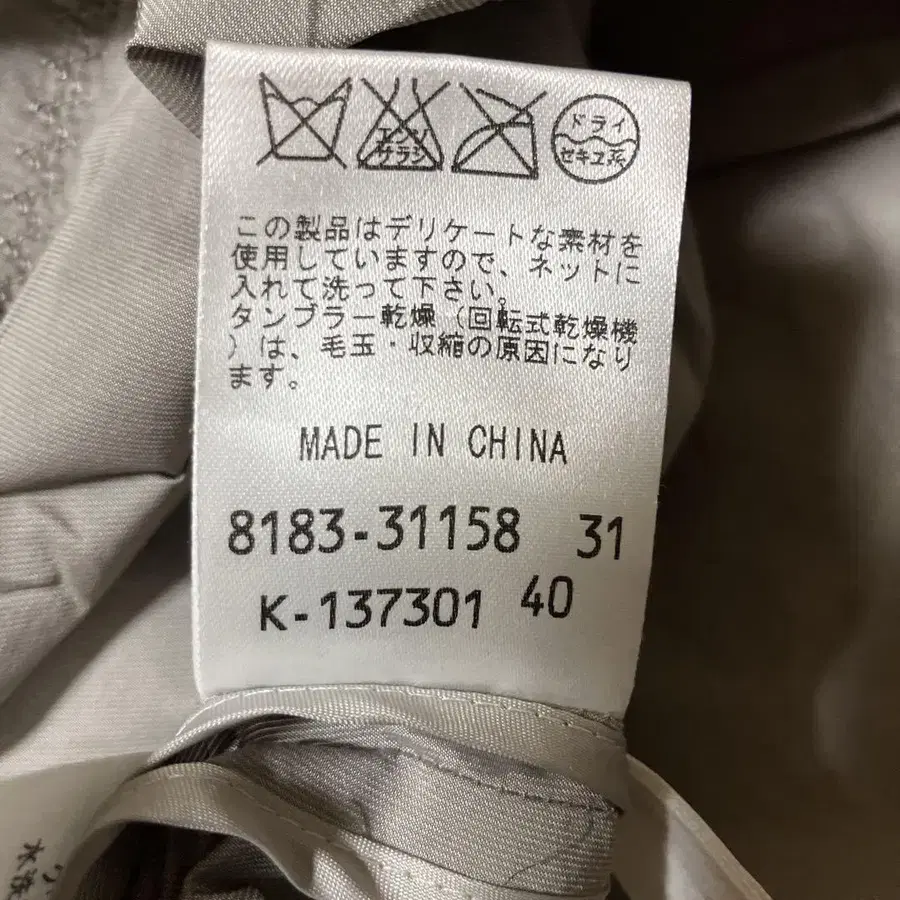 エンソ
サラシ
ドライ
セキユ系
この製品はデリケートな素材を
使用していますので、ネットに
入れて洗って下さい。
タンブラー乾燥（回転式乾燥機
）は、毛玉・収縮の原因になり
ます。
MADE IN CHINA
8183-31158 31
K-137301 40